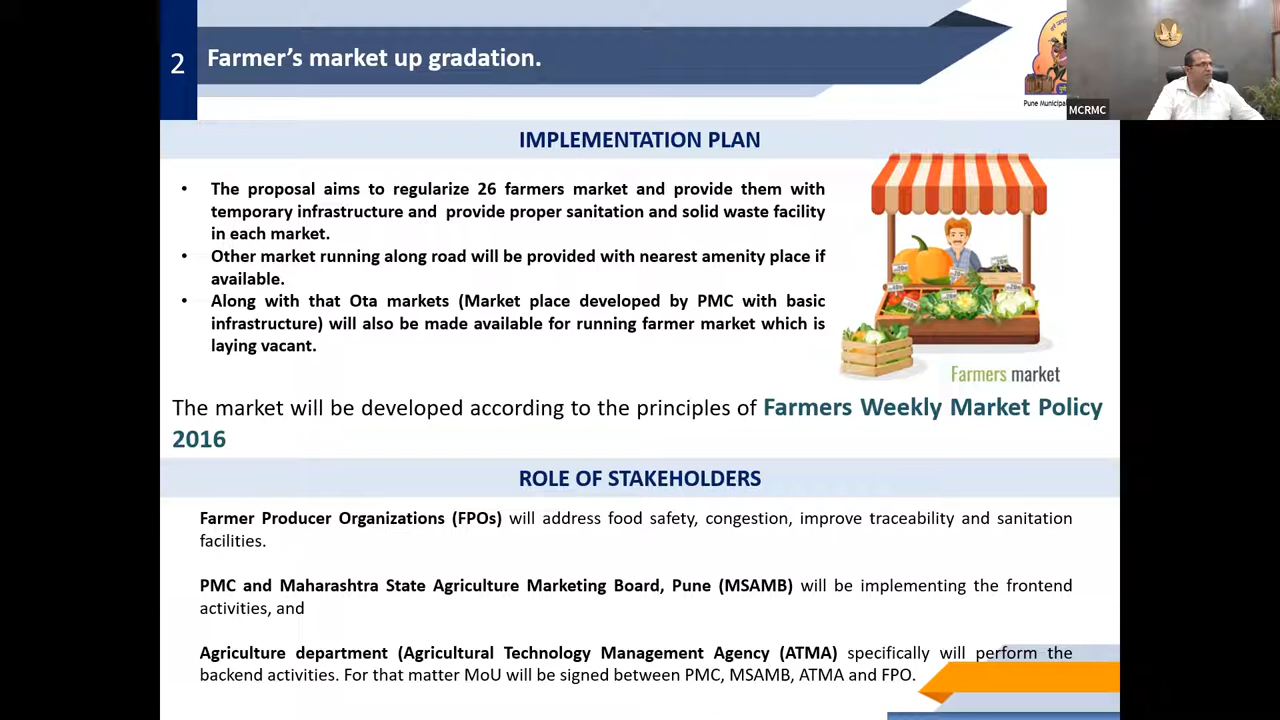 2
Farmer's market up gradation.
Pune Municipa
MCRMC
IMPLEMENTATION PLAN
• The proposal aims to regularize 26 farmers market and provide them with
temporary infrastructure and provide proper sanitation and solid waste facility
in each market.
• Other market running along road will be provided with nearest amenity place if
available.
• Along with that Ota markets (Market place developed by PMC with basic
infrastructure) will also be made available for running farmer market which is
laying vacant.
Farmers market
The market will be developed according to the principles of Farmers Weekly Market Policy
2016
ROLE OF STAKEHOLDERS
Farmer Producer Organizations (FPOs) will address food safety, congestion, improve traceability and sanitation
facilities.
PMC and Maharashtra State Agriculture Marketing Board, Pune (MSAMB) will be implementing the frontend
activities, and
Agriculture department (Agricultural Technology Management Agency (ATMA) specifically will perform the
backend activities. For that matter MoU will be signed between PMC, MSAMB, ATMA and FPO.